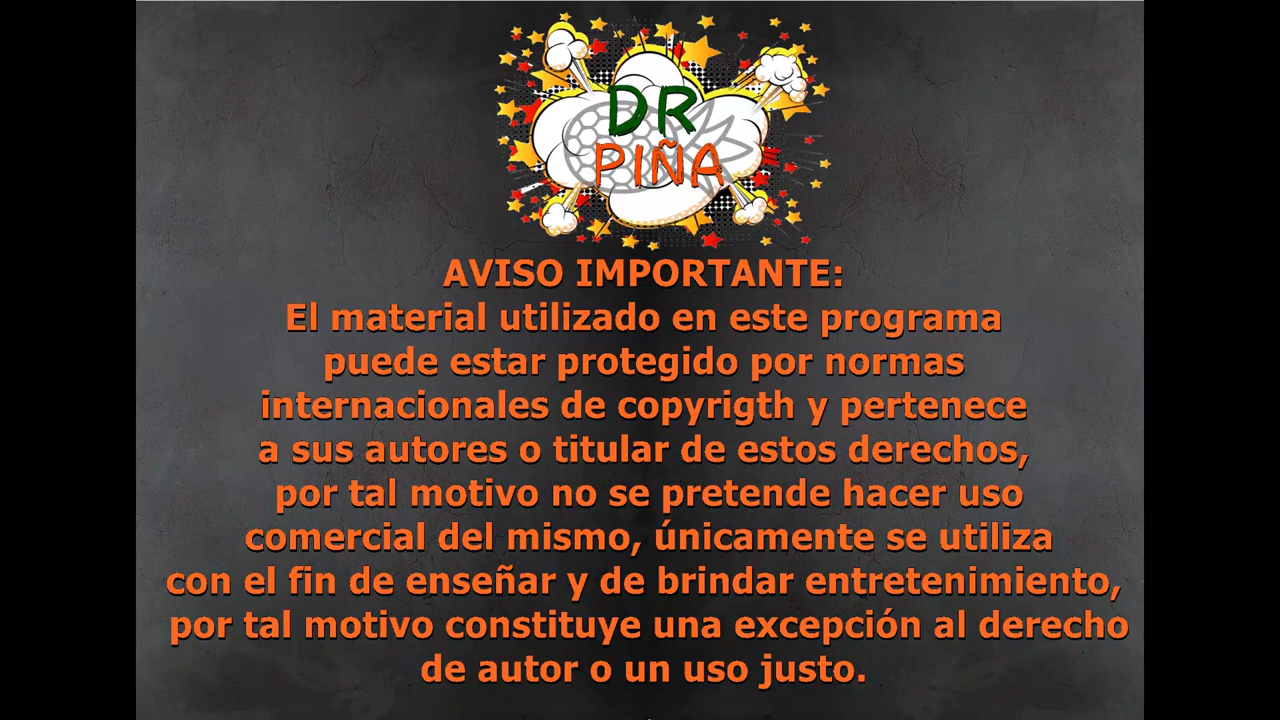 DR
PIÑA
AVISO IMPORTANTE:
El material utilizado en este programa
puede estar protegido por normas
internacionales de copyrigth y pertenece
a sus autores o titular de estos derechos,
por tal motivo no se pretende hacer uso
comercial del mismo, únicamente se utiliza
con el fin de enseñar y de brindar entretenimiento,
por tal motivo constituye una excepción al derecho
de autor o un uso justo.